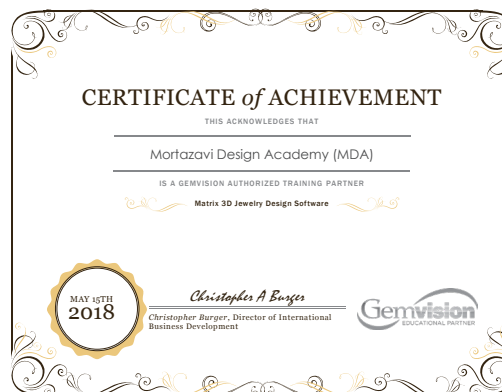 CERTIFICATE of ACHIEVEMENT
THIS ACKNOWLEDGES THAT
Mortazavi Design Academy (MDA)
IS A GEMVISION AUTHORIZED TRAINING PARTNER
Matrix 3D Jewelry Design Software
MAY 15TH
2018
Christopher A Burger
Christopher Burger, Director of International
Business Development
Gemvision
EDUCATIONAL PARTNER